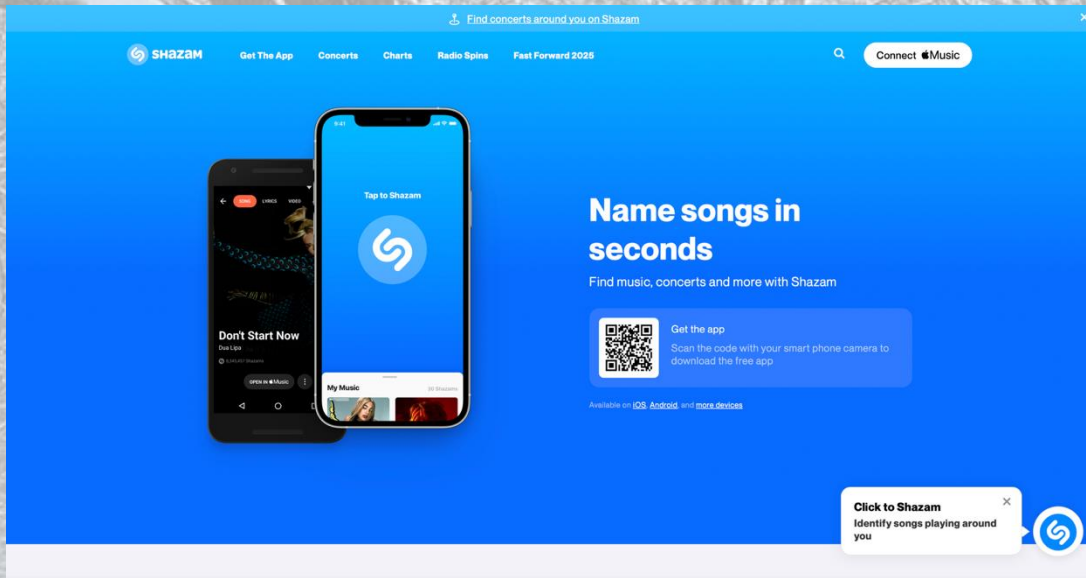 Find concerts around you on Shazam
SHAZAM
Get The App
Concerts
Charts
Radio Spins
Fast Forward 2025
Connect Music
9:41
Tap to Shazam
My Music
20 Shazams
SONG
LYRICS
VIDEO
Don't Start Now
Dua Lipa
Shazams
OPEN IN Music
Name songs in
seconds
Find music, concerts and more with Shazam
Get the app
Scan the code with your smart phone camera to
download the free app
Available on iOS, Android, and more devices
Click to Shazam
Identify songs playing around
you